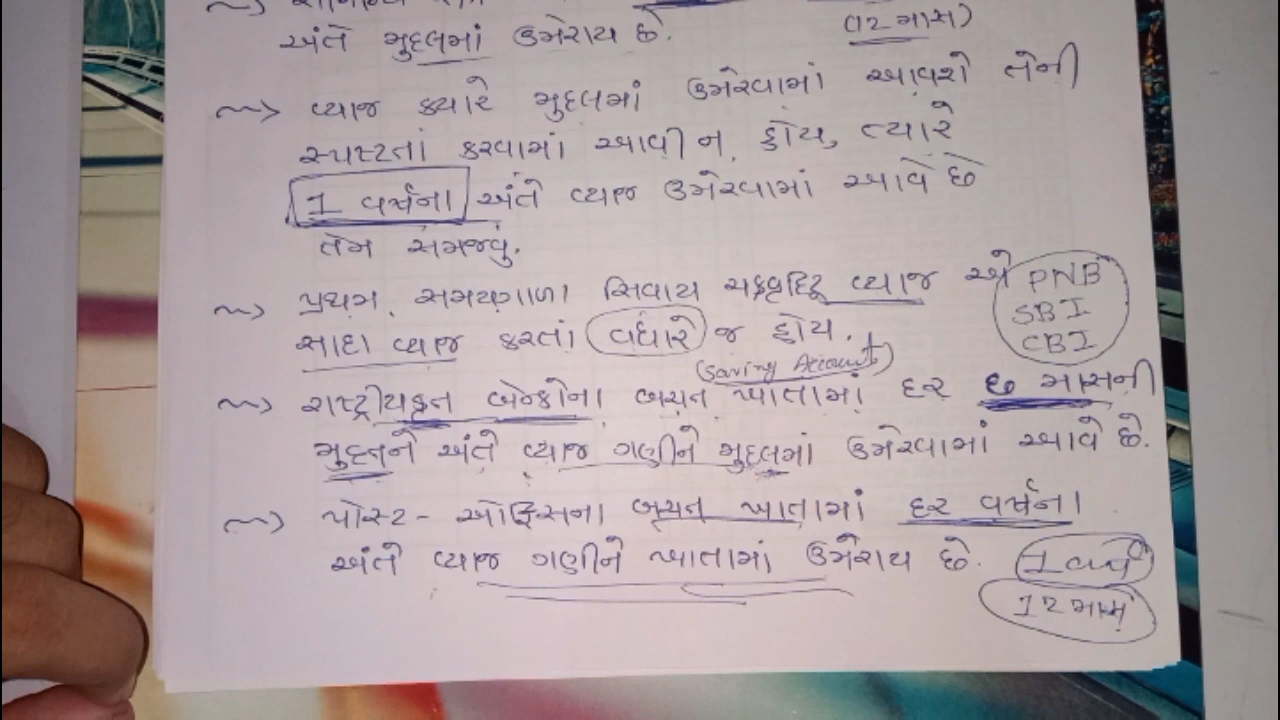 અંતે મુદ્દલમાં ઉમેરાય છે. (12 માસ)
~~> વ્યાજ ક્યારે મુદ્દલમાં ઉમેરવામાં આવશે તેની
સ્પષ્ટતાં કરવામાં આવી ન હોય, ત્યારે
1 વર્ષના અંતે વ્યાજ ઉમેરવામાં આવે છે
તેમ સમજવું.
~~> પ્રથમ સમયગાળા સિવાય ચક્રવૃદ્ધિ વ્યાજ એ
સાદા વ્યાજ કરતાં વધારે જ હોય.
PNB
SBI
CBI
(Saving Account)
~~> રાષ્ટ્રીયકૃત બેન્કોના બચત ખાતામાં દર છ માસની
મુદ્દતને અંતે વ્યાજ ગણીને મુદ્દલમાં ઉમેરવામાં આવે છે.
~~> પોસ્ટ - ઓફિસના બચત ખાતામાં દર વર્ષના
અંતે વ્યાજ ગણીને ખાતામાં ઉમેરાય છે. 1 વર્ષ
12 માસ